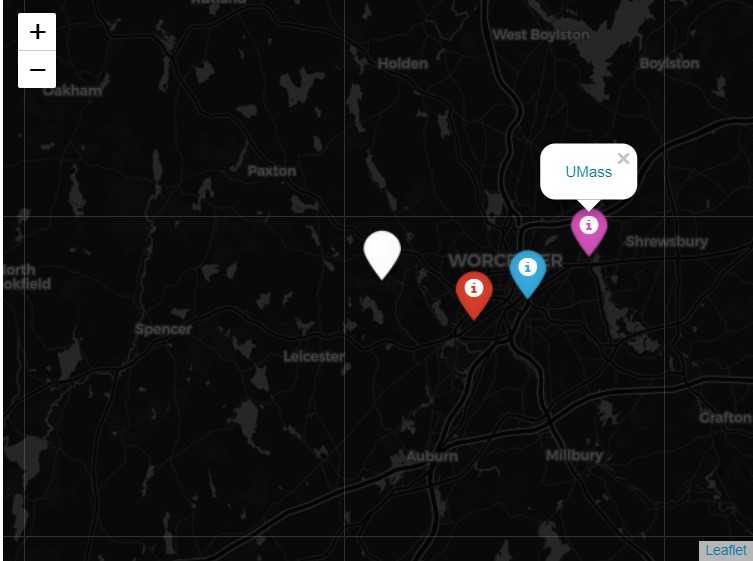 Rutland
+
West Boylston
Holden
Boylston
−
Oakham
×
UMass
Paxton
Shrewsbury
WORCESTER
North
Brookfield
Spencer
Leicester
Grafton
Auburn
Millbury
Leaflet